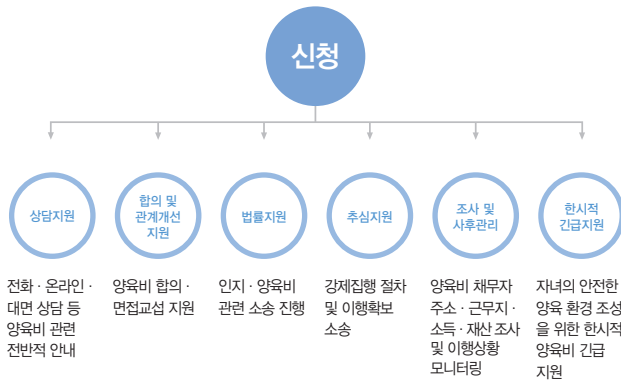 신청
상담지원
합의 및
관계개선
지원
법률지원
추심지원
조사 및
사후관리
한시적
긴급지원
전화 · 온라인 ·
대면 상담 등
양육비 관련
전반적 안내
양육비 합의 ·
면접교섭 지원
인지 · 양육비
관련 소송 진행
강제집행 절차
및 이행확보
소송
양육비 채무자
주소 · 근무지 ·
소득 · 재산 조사
및 이행상황
모니터링
자녀의 안전한
양육 환경 조성
을 위한 한시적
양육비 긴급
지원